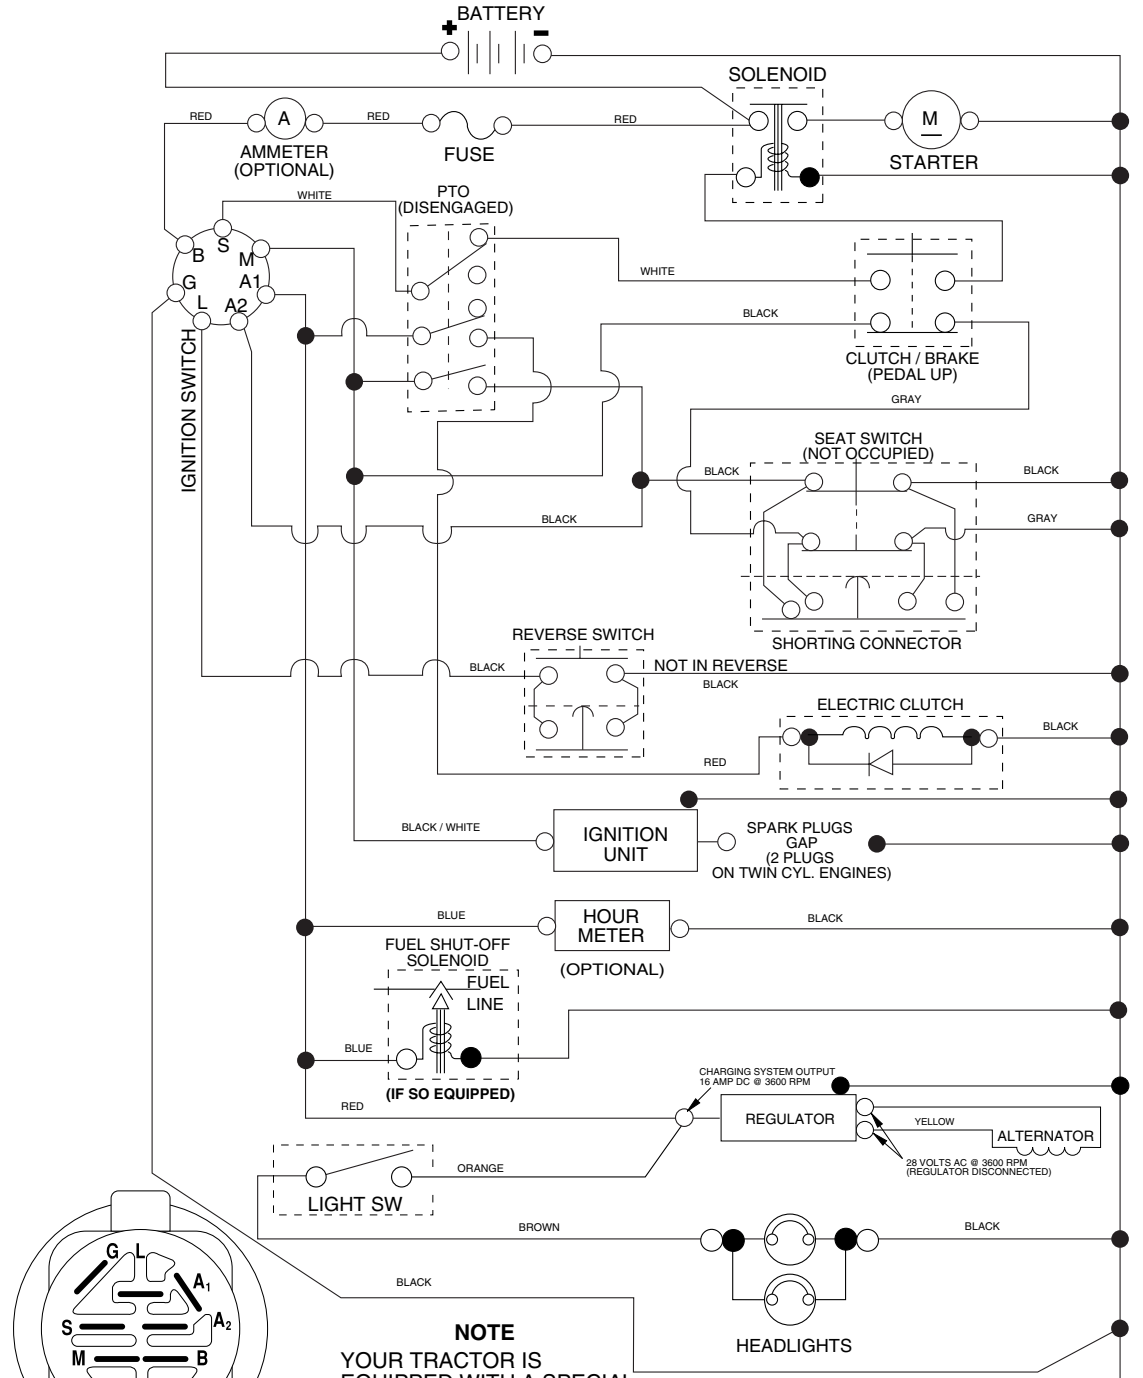 BATTERY
+
-
SOLENOID
RED
A
RED
RED
M
AMMETER
(OPTIONAL)
FUSE
STARTER
WHITE
PTO
(DISENGAGED)
S
B
M
G
A1
L
A2
WHITE
BLACK
CLUTCH / BRAKE
(PEDAL UP)
IGNITION SWITCH
GRAY
SEAT SWITCH
(NOT OCCUPIED)
BLACK
BLACK
BLACK
GRAY
SHORTING CONNECTOR
REVERSE SWITCH
BLACK
NOT IN REVERSE
BLACK
ELECTRIC CLUTCH
BLACK
RED
BLACK / WHITE
IGNITION
UNIT
SPARK PLUGS
GAP
(2 PLUGS
ON TWIN CYL. ENGINES)
BLUE
HOUR
METER
BLACK
(OPTIONAL)
FUEL SHUT-OFF
SOLENOID
FUEL
LINE
BLUE
(IF SO EQUIPPED)
CHARGING SYSTEM OUTPUT
16 AMP DC @ 3600 RPM
RED
REGULATOR
YELLOW
ALTERNATOR
28 VOLTS AC @ 3600 RPM
(REGULATOR DISCONNECTED)
ORANGE
LIGHT SW
BROWN
BLACK
BLACK
HEADLIGHTS
G L
A1
A2
S
M
B
NOTE
YOUR TRACTOR IS
EQUIPPED WITH A SPECIAL